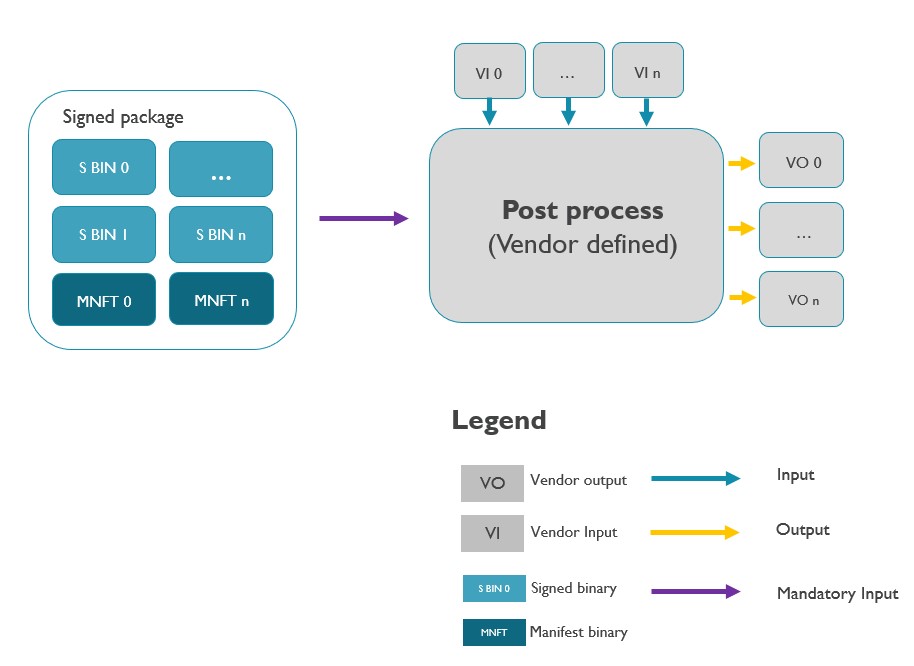 VI 0
...
VI n
Signed package
S BIN 0
...
S BIN 1
S BIN n
MNFT 0
MNFT n
Post process
(Vendor defined)
VO 0
...
VO n
Legend
VO
Vendor output
Input
VI
Vendor Input
Output
S BIN 0
Signed binary
Mandatory Input
MNFT
Manifest binary